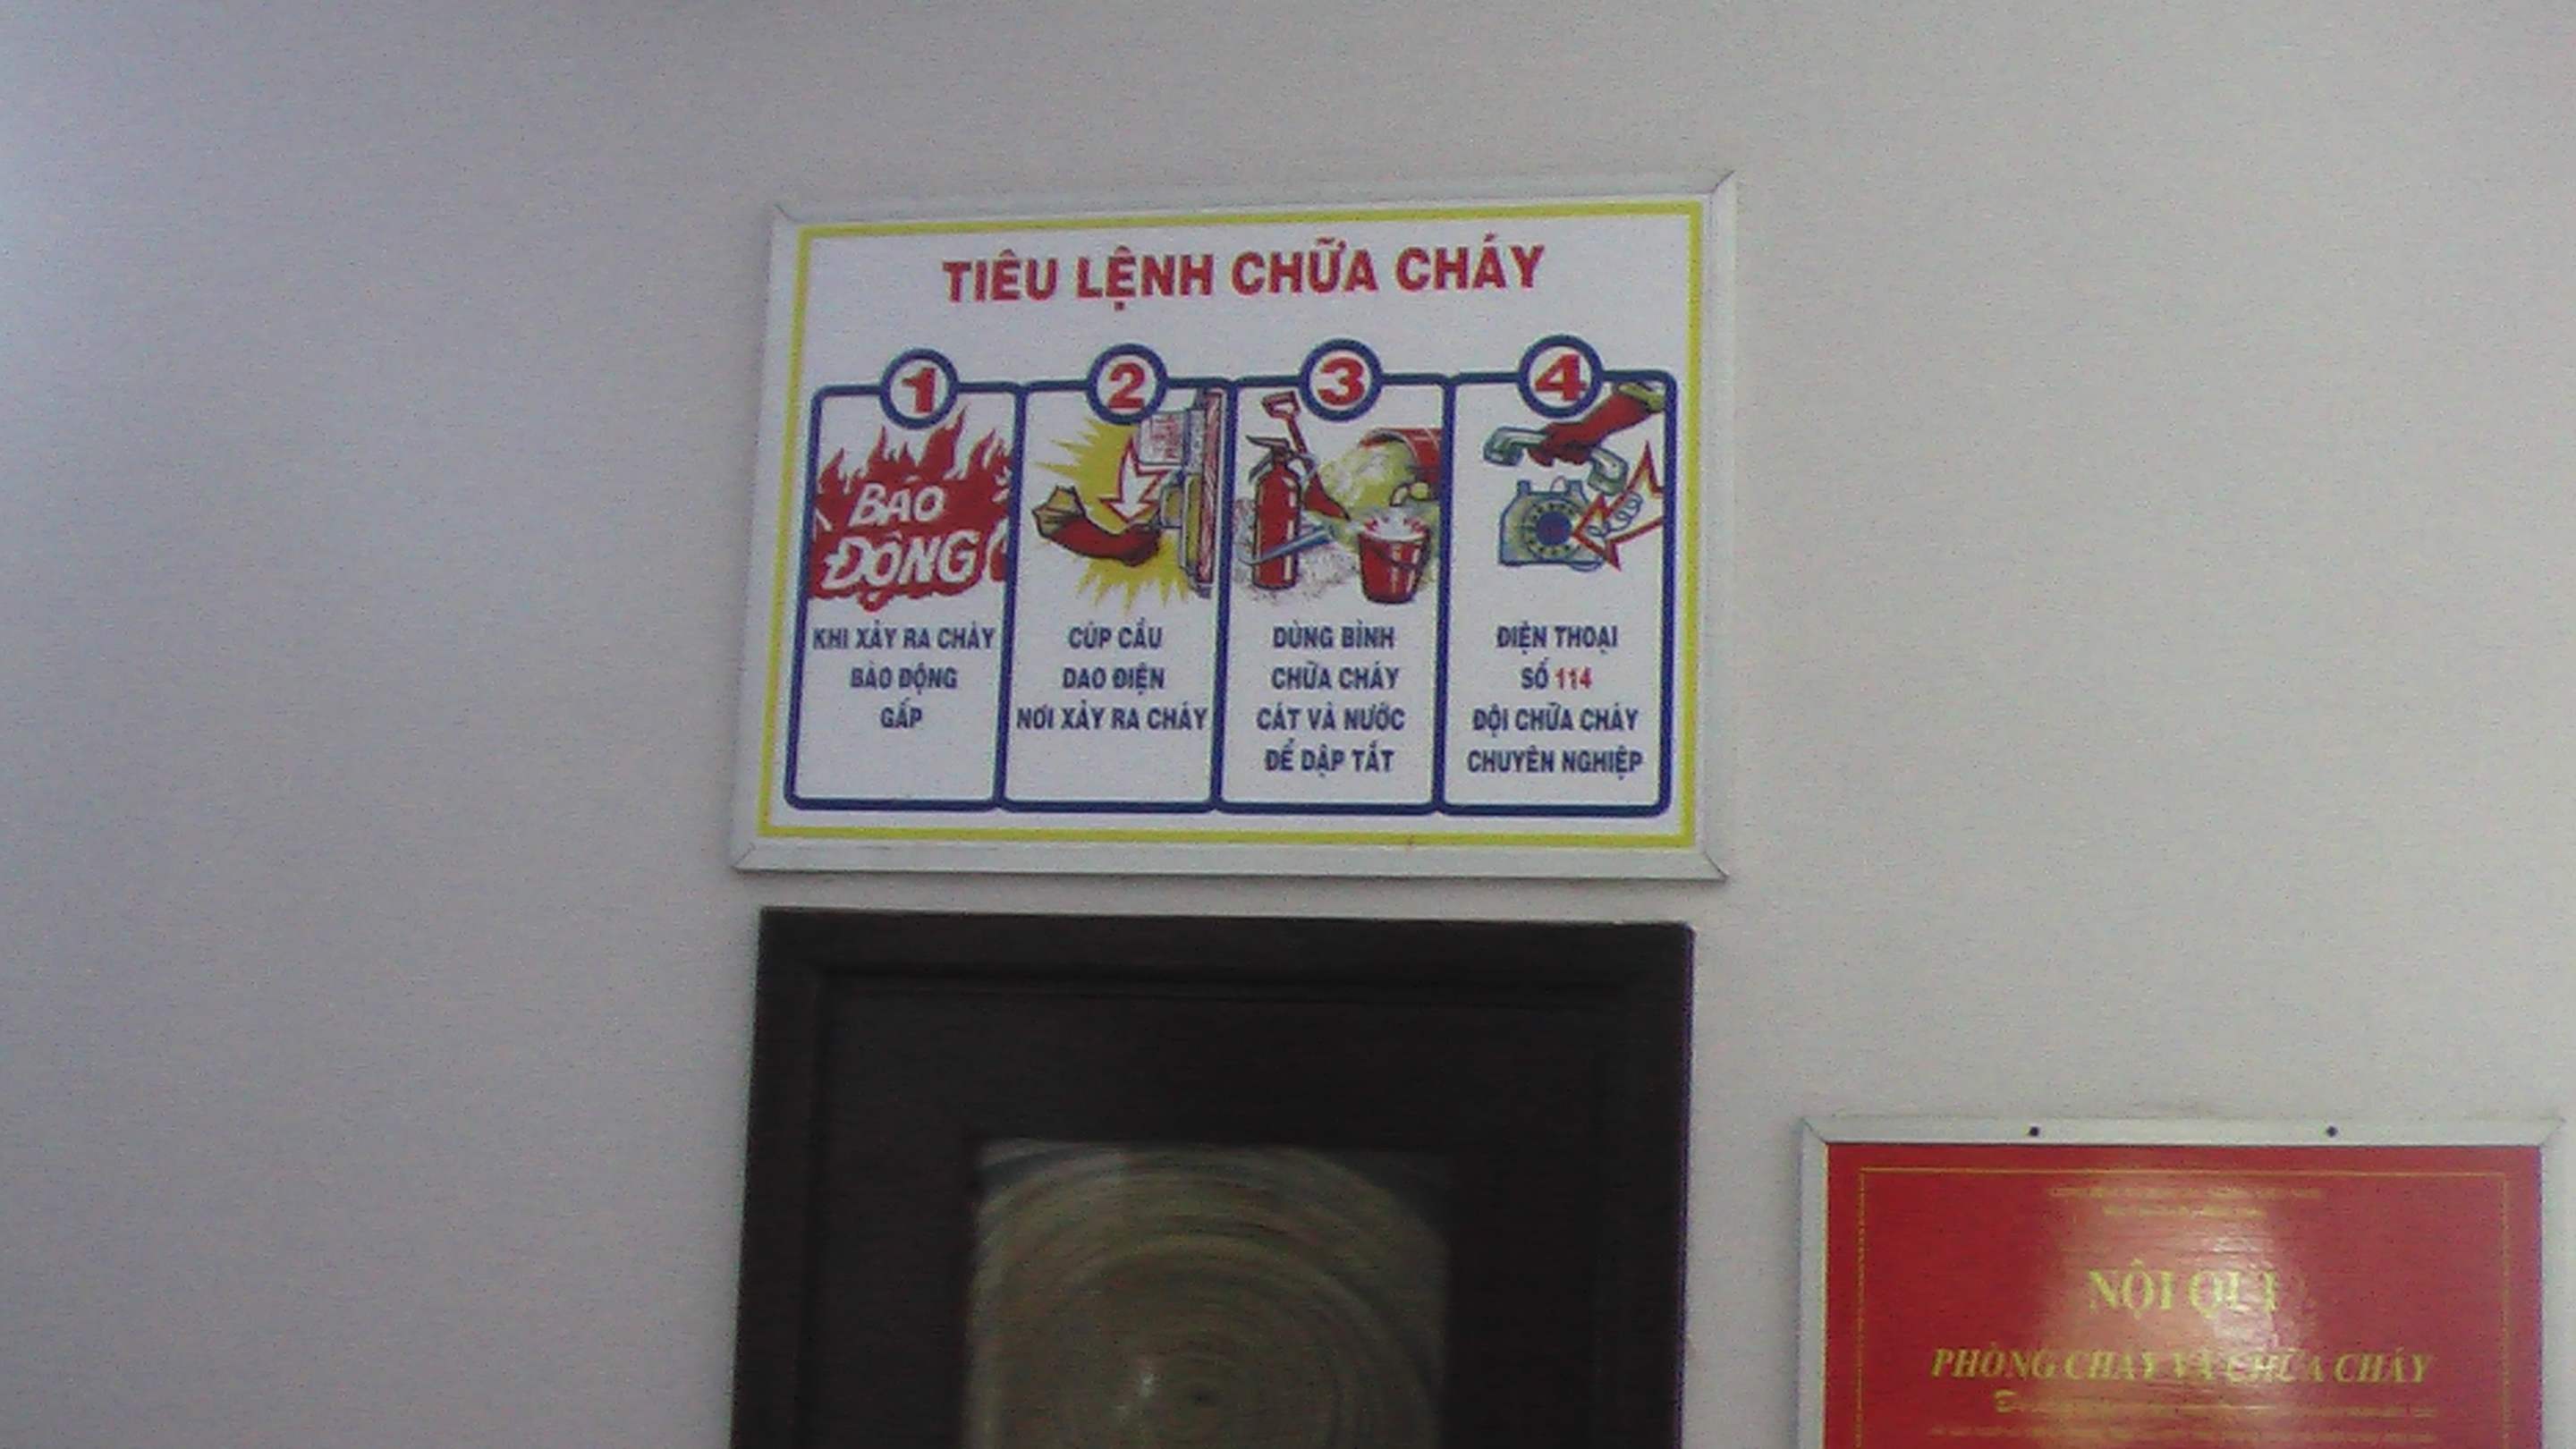 TIÊU LỆNH CHỮA CHÁY
1
BÁO
ĐỘNG
KHI XẢY RA CHÁY
BÁO ĐỘNG
GẤP
2
CÚP CẦU
DAO ĐIỆN
NƠI XẢY RA CHÁY
3
DÙNG BÌNH
CHỮA CHÁY
CÁT VÀ NƯỚC
ĐỂ DẬP TẮT
4
ĐIỆN THOẠI
SỐ 114
ĐỘI CHỮA CHÁY
CHUYÊN NGHIỆP
NỘI QUI
PHÒNG CHÁY VÀ CHỮA CHÁY